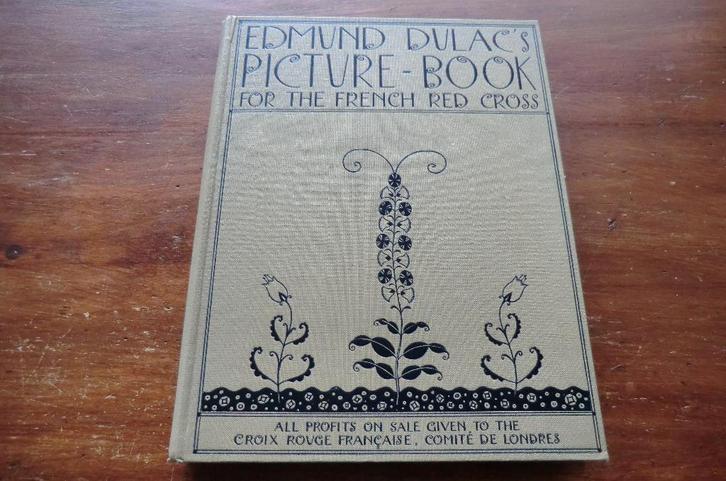 EDMUND DULAC'S
PICTURE-BOOK
FOR THE FRENCH RED CROSS
ALL PROFITS ON SALE GIVEN TO THE
CROIX ROUGE FRANÇAISE, COMITÉ DE LONDRES